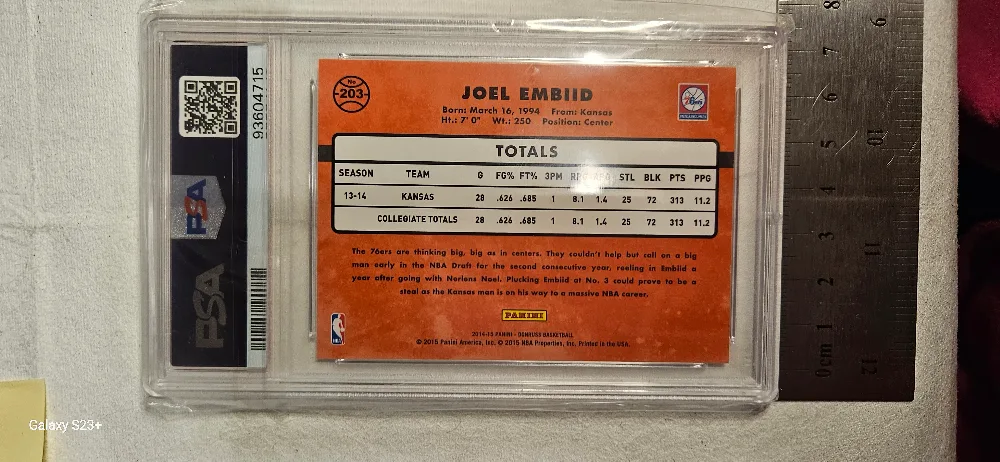 93604715
PSA
PSA
No
203
JOEL EMBIID
Born: March 16, 1994 From: Kansas
Ht.: 7' 0" Wt.: 250 Position: Center
76ers
TOTALS
SEASON TEAM G FG% FT% 3PM STL BLK PTS PPG
13-14 KANSAS 28 .626 .685 1 8.1 1.4 25 72 313 11.2
COLLEGIATE TOTALS 28 .626 .685 1 8.1 1.4 25 72 313 11.2
The 76ers are thinking big, big as in centers. They couldn't help but call on a big
man early in the NBA Draft for the second consecutive year, reeling in Embiid a
year after going with Nerlens Noel. Plucking Embiid at No. 3 could prove to be a
steal as the Kansas man is on his way to a massive NBA career.
PANINI
2014-15 PANINI - DONRUSS BASKETBALL
© 2015 Panini America, Inc. © 2015 NBA Properties, Inc. Printed in the USA.
0cm 1 2 3 4 5 6 7 8
12 11 10 9
Galaxy S23+